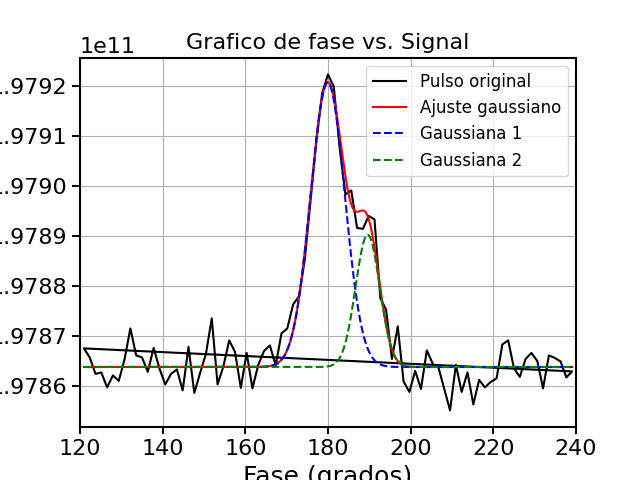 1e11
Grafico de fase vs. Signal
Pulso original
Ajuste gaussiano
Gaussiana 1
Gaussiana 2
.9792
.9791
.9790
.9789
.9788
.9787
.9786
120 140 160 180 200 220 240
Fase (grados)